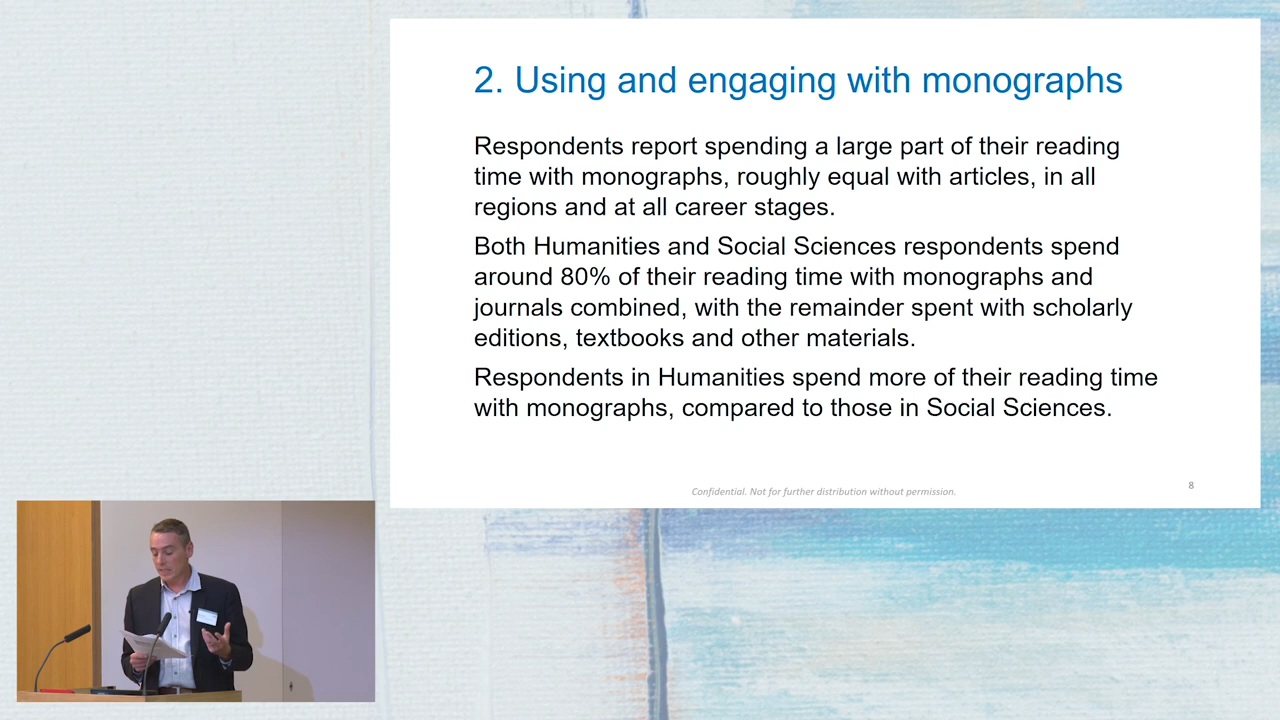 2. Using and engaging with monographs
Respondents report spending a large part of their reading
time with monographs, roughly equal with articles, in all
regions and at all career stages.
Both Humanities and Social Sciences respondents spend
around 80% of their reading time with monographs and
journals combined, with the remainder spent with scholarly
editions, textbooks and other materials.
Respondents in Humanities spend more of their reading time
with monographs, compared to those in Social Sciences.
Confidential. Not for further distribution without permission.
8